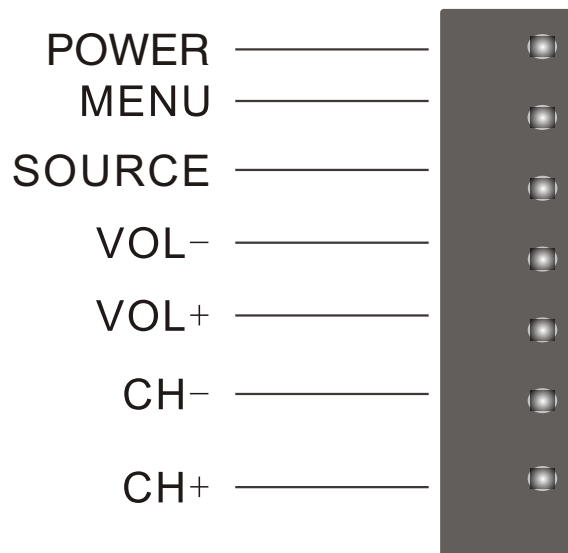 POWER
MENU
SOURCE
VOL-
VOL+
CH-
CH+